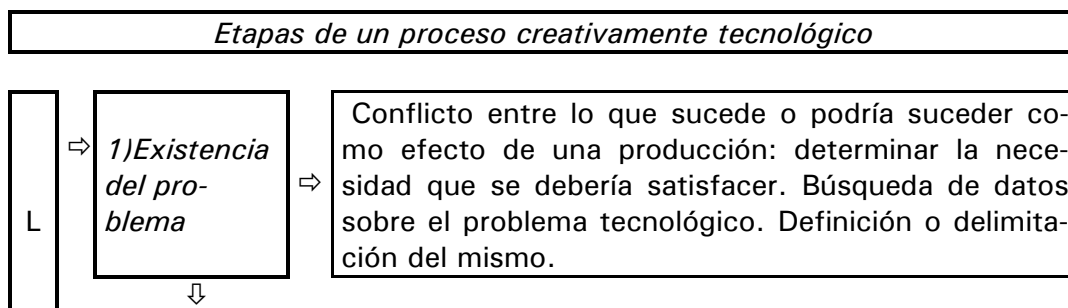 Etapas de un proceso creativamente tecnológico
L
⇨
1)Existencia
del pro-
blema
⇨
Conflicto entre lo que sucede o podría suceder co-
mo efecto de una producción: determinar la nece-
sidad que se debería satisfacer. Búsqueda de datos
sobre el problema tecnológico. Definición o delimita-
ción del mismo.
⇩